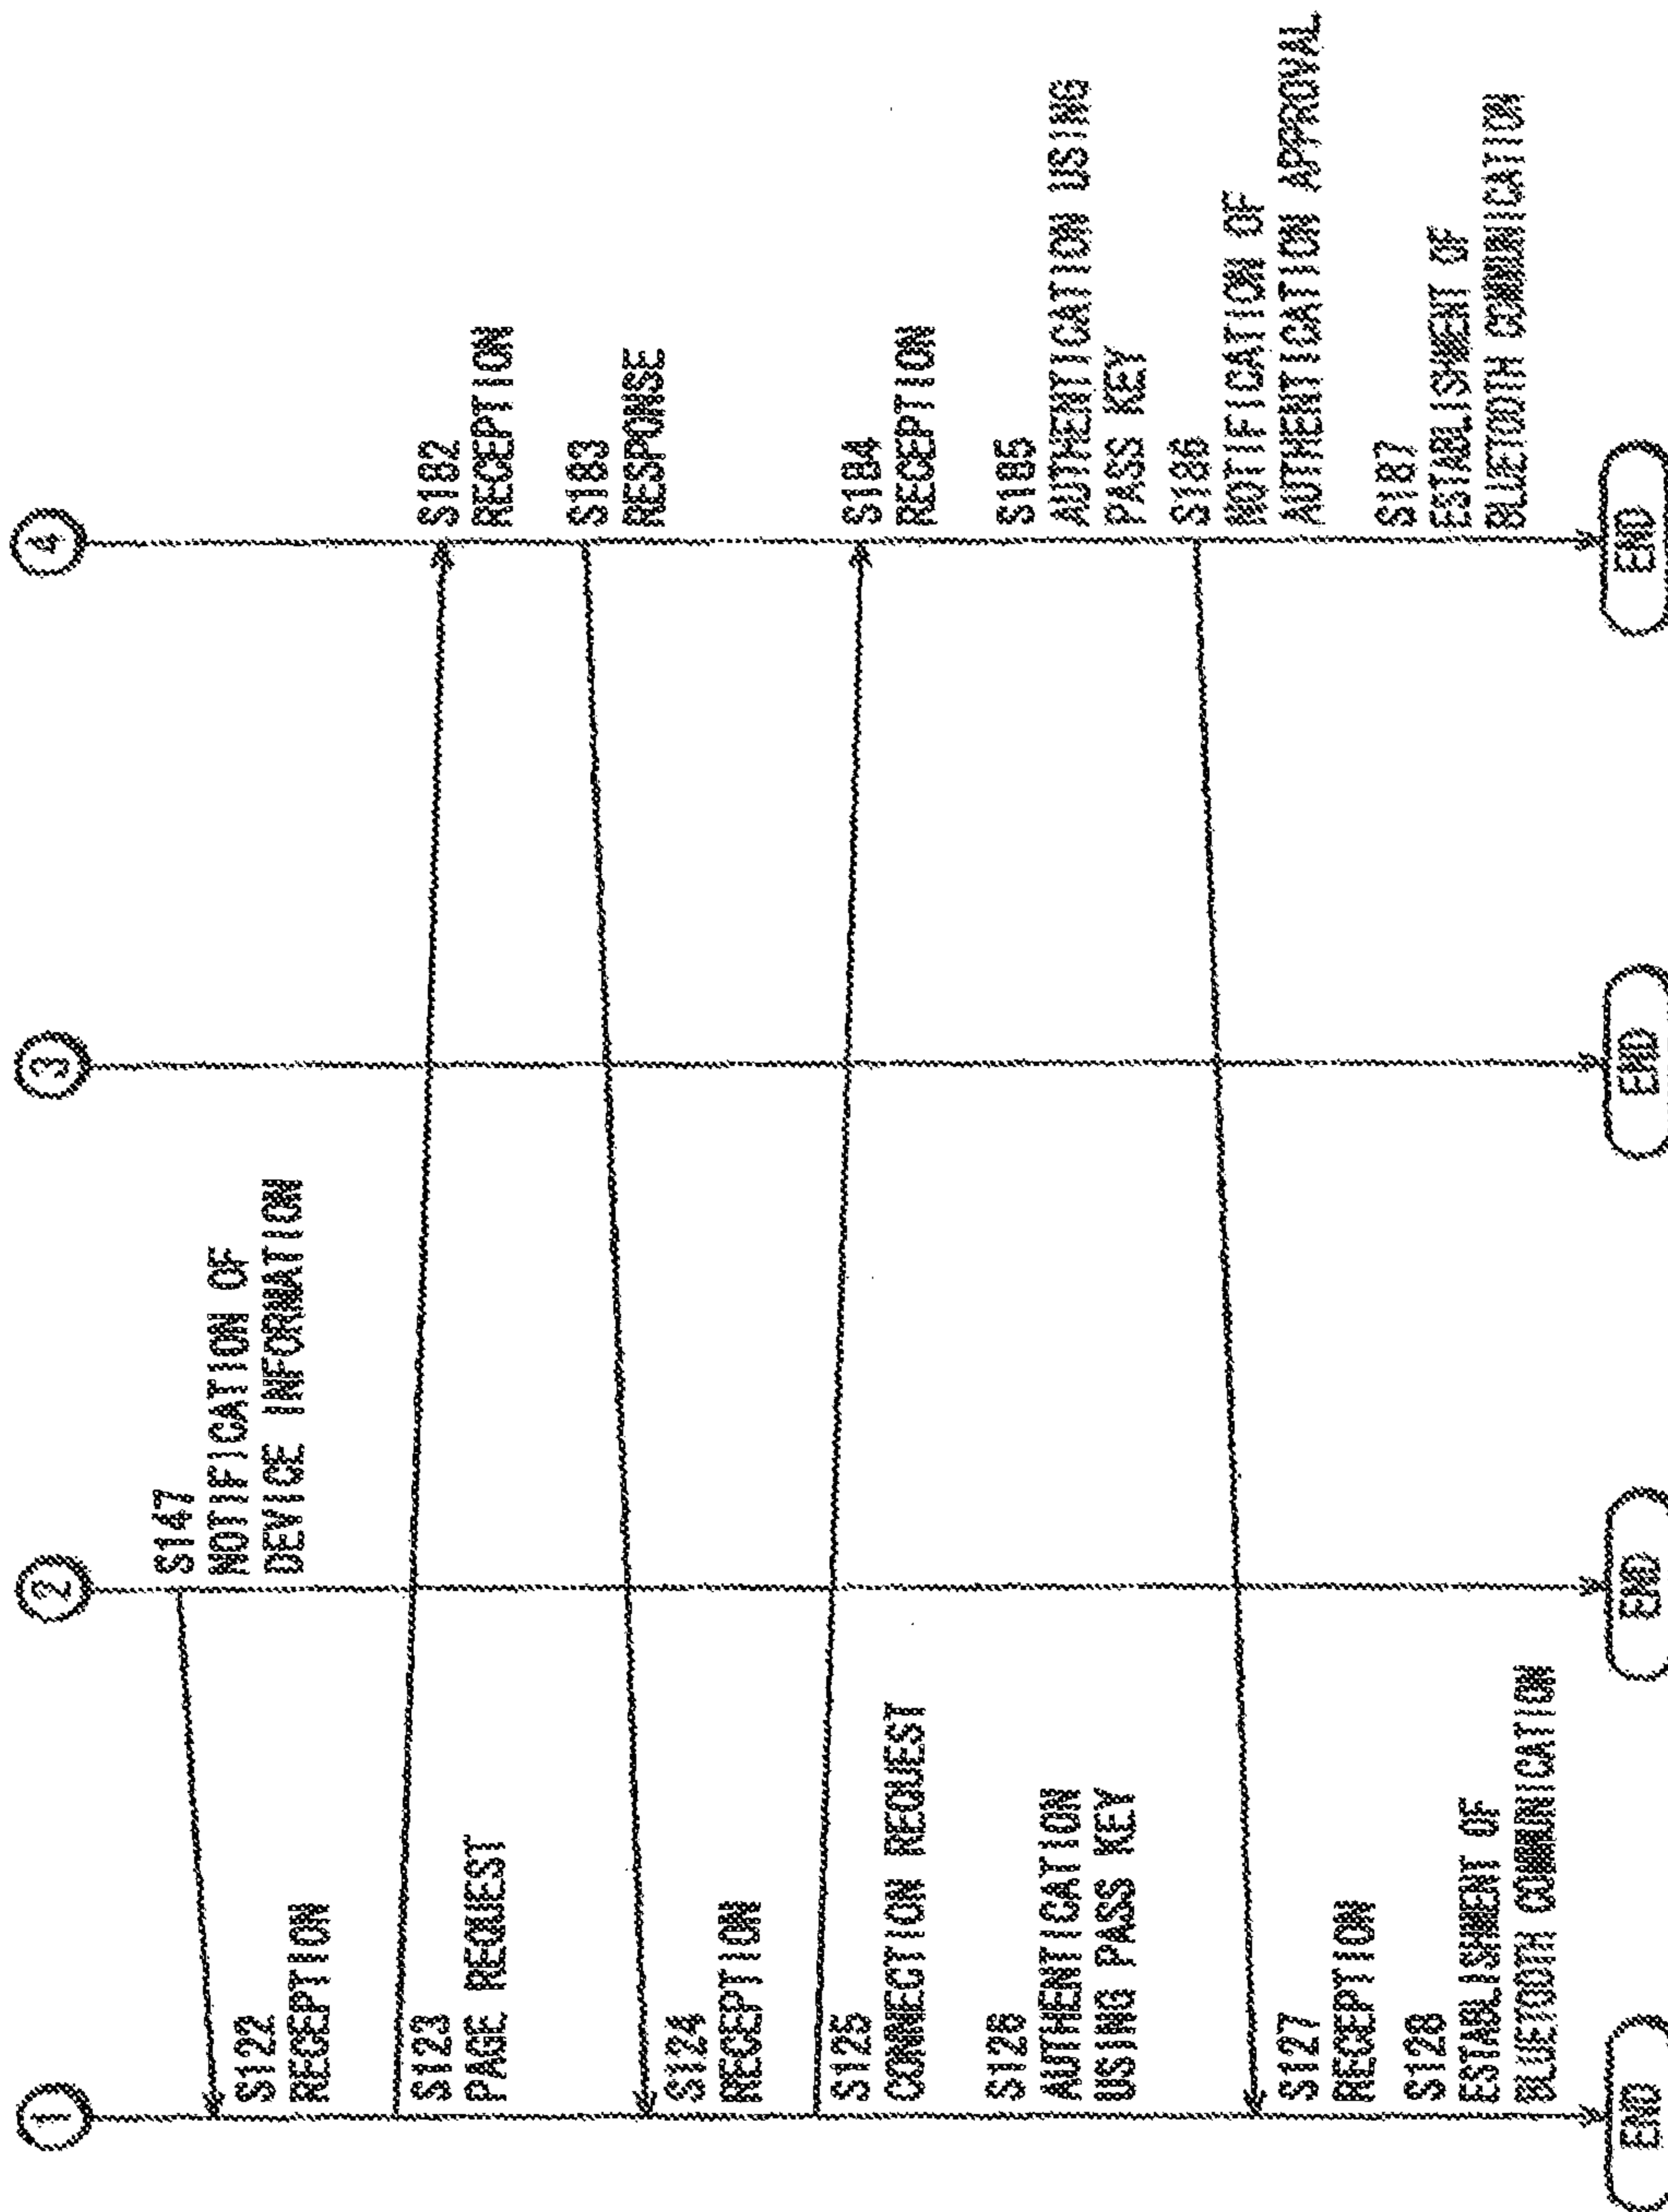 1
2
3
4
S147
NOTIFICATION OF
DEVICE INFORMATION
S122
RECEPTION
S123
PAGE REQUEST
S182
RECEPTION
S183
RESPONSE
S124
RECEPTION
S125
CONNECTION REQUEST
S184
RECEPTION
S126
AUTHENTICATION
USING PASS KEY
S185
AUTHENTICATION USING
PASS KEY
S186
NOTIFICATION OF
AUTHENTICATION APPROVAL
S127
RECEPTION
S128
ESTABLISHMENT OF
BLUETOOTH COMMUNICATION
S187
ESTABLISHMENT OF
BLUETOOTH COMMUNICATION
END
END
END
END